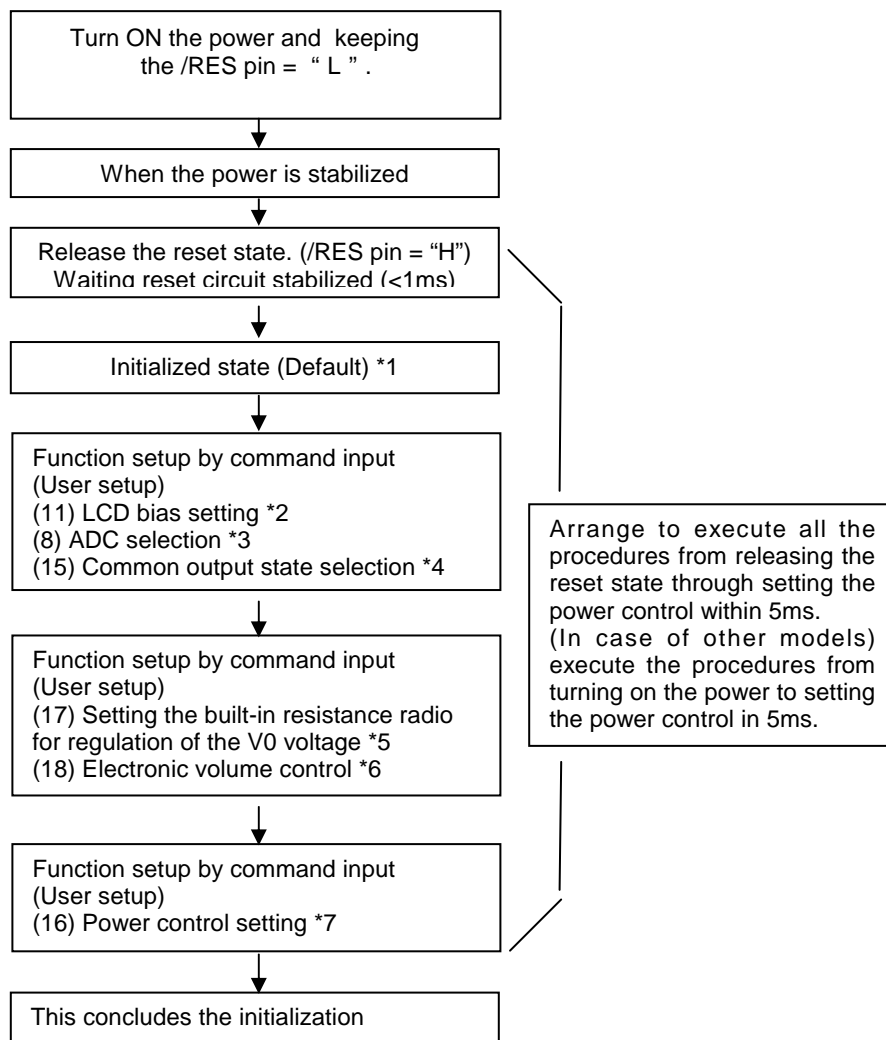 Turn ON the power and keeping
the /RES pin = “ L ” .
When the power is stabilized
Release the reset state. (/RES pin = “H”)
Waiting reset circuit stabilized (<1ms)
Initialized state (Default) *1
Function setup by command input
(User setup)
(11) LCD bias setting *2
(8) ADC selection *3
(15) Common output state selection *4
Function setup by command input
(User setup)
(17) Setting the built-in resistance radio
for regulation of the V0 voltage *5
(18) Electronic volume control *6
Function setup by command input
(User setup)
(16) Power control setting *7
This concludes the initialization
Arrange to execute all the
procedures from releasing the
reset state through setting the
power control within 5ms.
(In case of other models)
execute the procedures from
turning on the power to setting
the power control in 5ms.